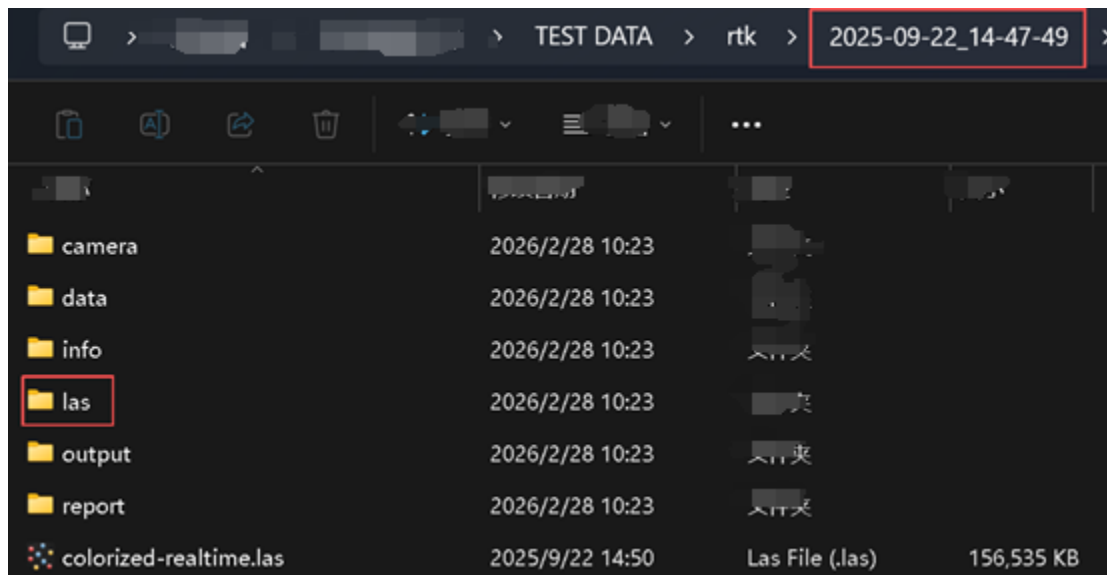 TEST DATA > rtk > 2025-09-22_14-47-49 >
camera 2026/2/28 10:23
data 2026/2/28 10:23
info 2026/2/28 10:23
las 2026/2/28 10:23
output 2026/2/28 10:23
report 2026/2/28 10:23
colorized-realtime.las 2025/9/22 14:50 Las File (.las) 156,535 KB